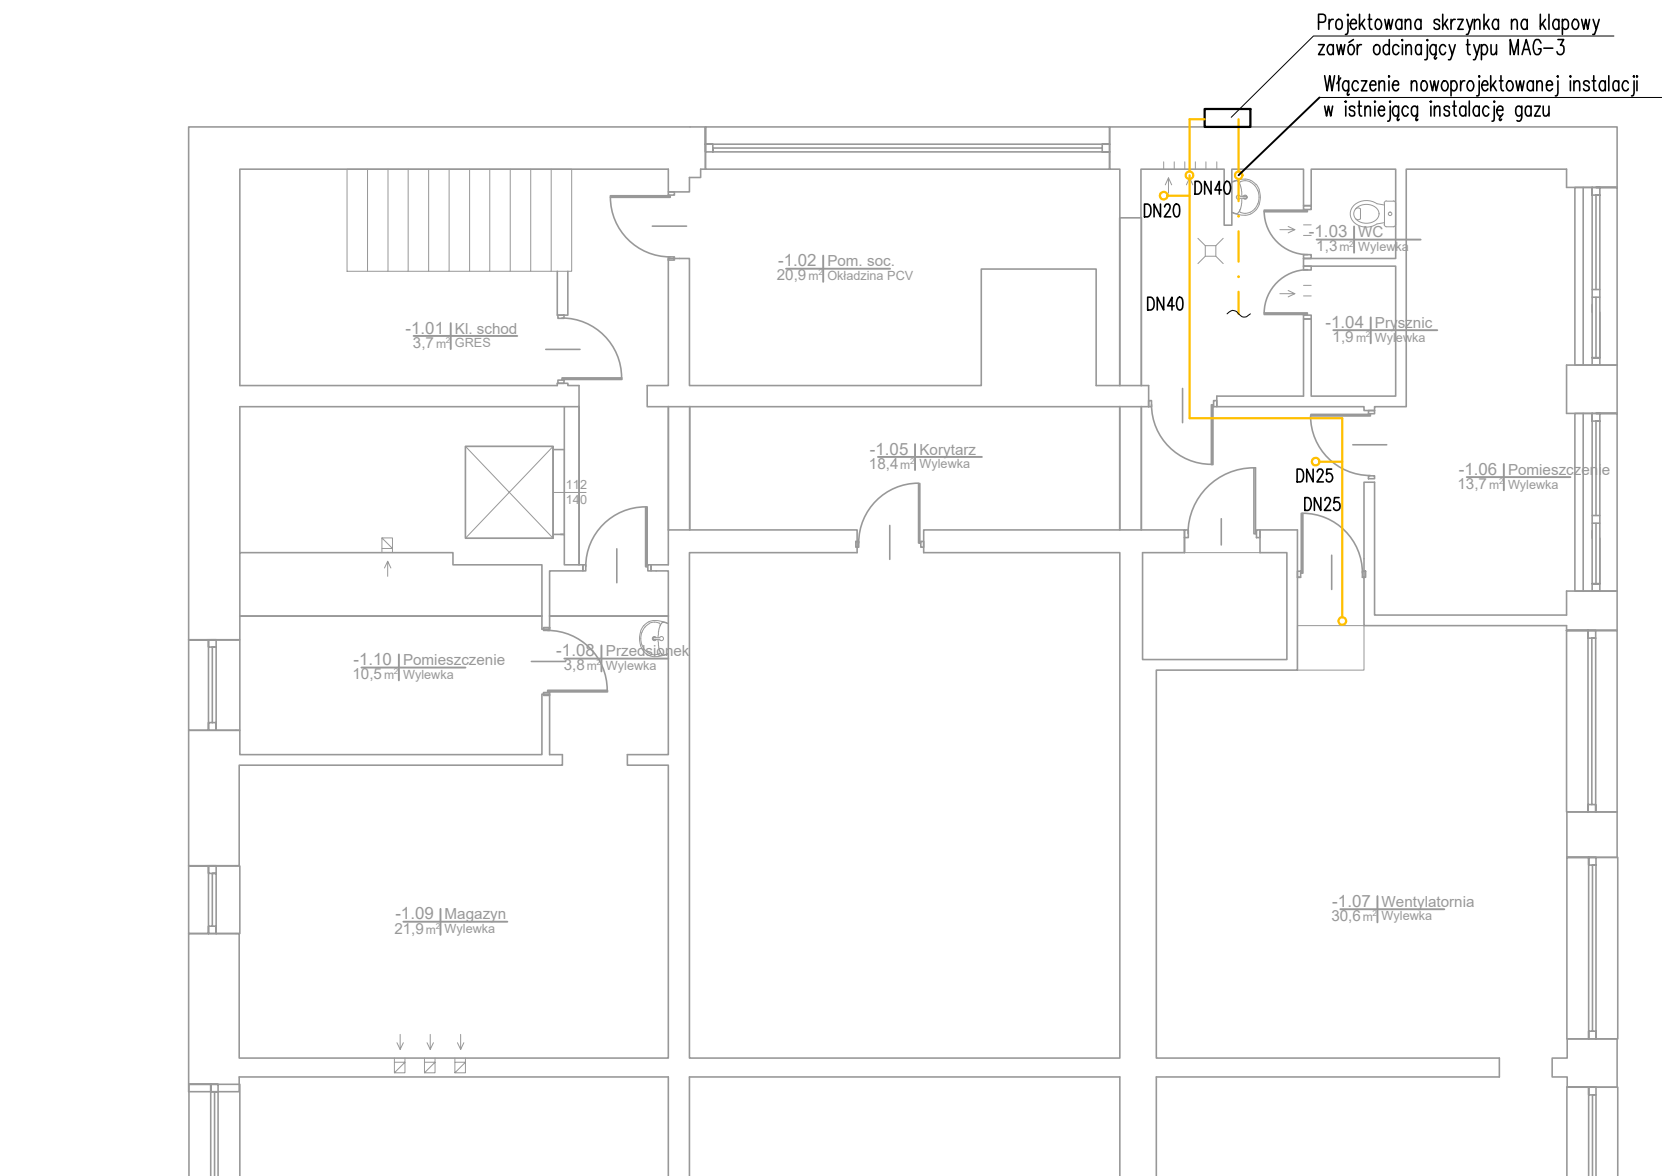 Projektowana skrzynka na klapowy
zawór odcinający typu MAG-3
Włączenie nowoprojektowanej instalacji
w istniejącą instalację gazu
DN40
DN20
-1.03 WC
1,3 m² Wylewka
-1.02 Pom. soc.
20,9 m² Okładzina PCV
DN40
-1.01 Kl. schod
3,7 m² GRES
-1.04 Prysznic
1,9 m² Wylewka
-1.05 Korytarz
18,4 m² Wylewka
-1.06 Pomieszczenie
13,7 m² Wylewka
DN25
112
140
DN25
-1.08 Przedsionek
3,8 m² Wylewka
-1.10 Pomieszczenie
10,5 m² Wylewka
-1.07 Wentylatornia
30,6 m² Wylewka
-1.09 Magazyn
21,9 m² Wylewka